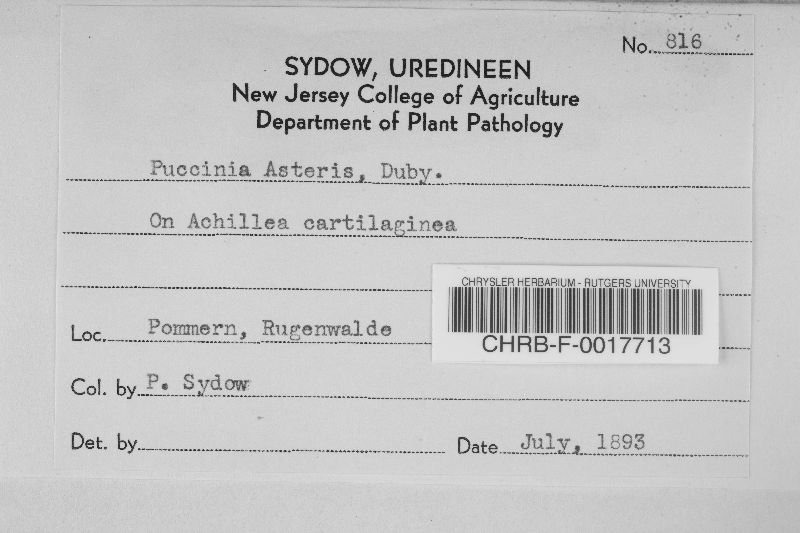 No. 816
SYDOW, UREDINEEN
New Jersey College of Agriculture
Department of Plant Pathology
Puccinia Asteris, Duby.
On Achillea cartilaginea
CHRYSLER HERBARIUM - RUTGERS UNIVERSITY
CHRB-F-0017713
Loc. Pommern, Rugenwalde
Col. by P. Sydow
Det. by
Date July, 1893